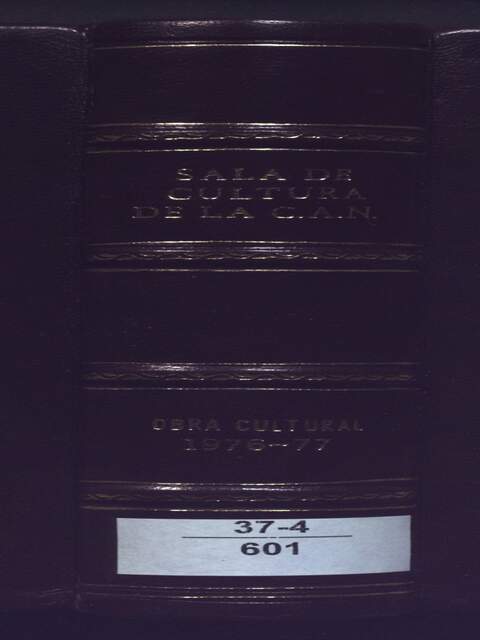 SALA DE
CULTURA
DE LA C.A.N.
OBRA CULTURAL
1976-77
37-4
601